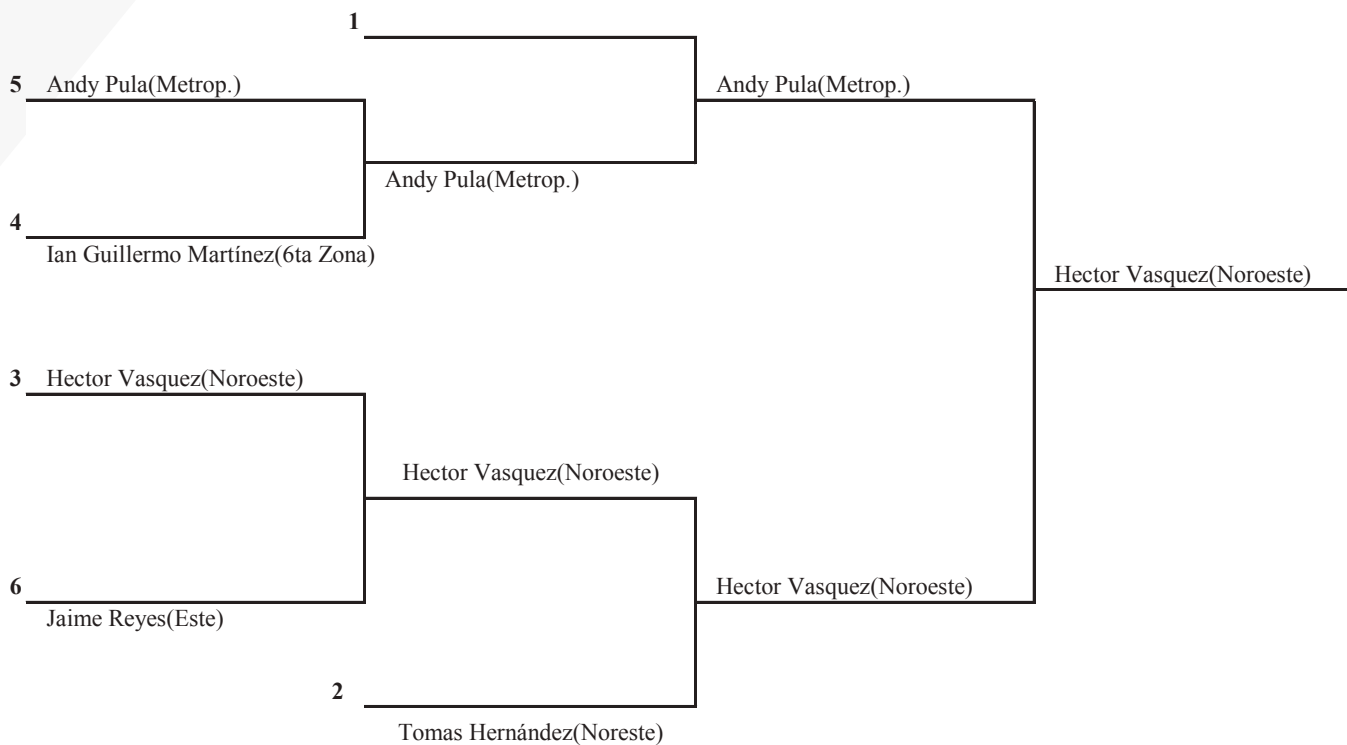 1
5 Andy Pula(Metrop.)
Andy Pula(Metrop.)
Andy Pula(Metrop.)
4
Ian Guillermo Martínez(6ta Zona)
Hector Vasquez(Noroeste)
3 Hector Vasquez(Noroeste)
Hector Vasquez(Noroeste)
6
Hector Vasquez(Noroeste)
Jaime Reyes(Este)
2
Tomas Hernández(Noreste)